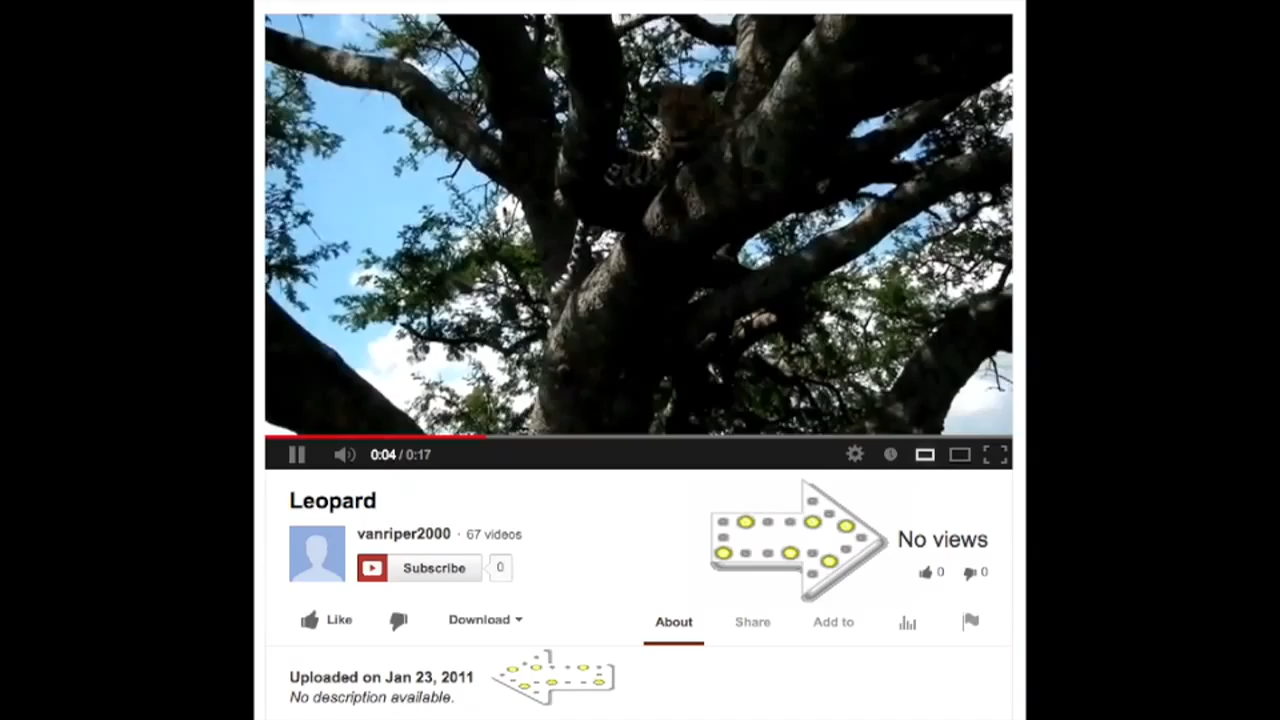 0:04 / 0:17
Leopard
vanriper2000 · 67 videos
Subscribe 0
No views
0 0
Like Download About Share Add to
Uploaded on Jan 23, 2011
No description available.